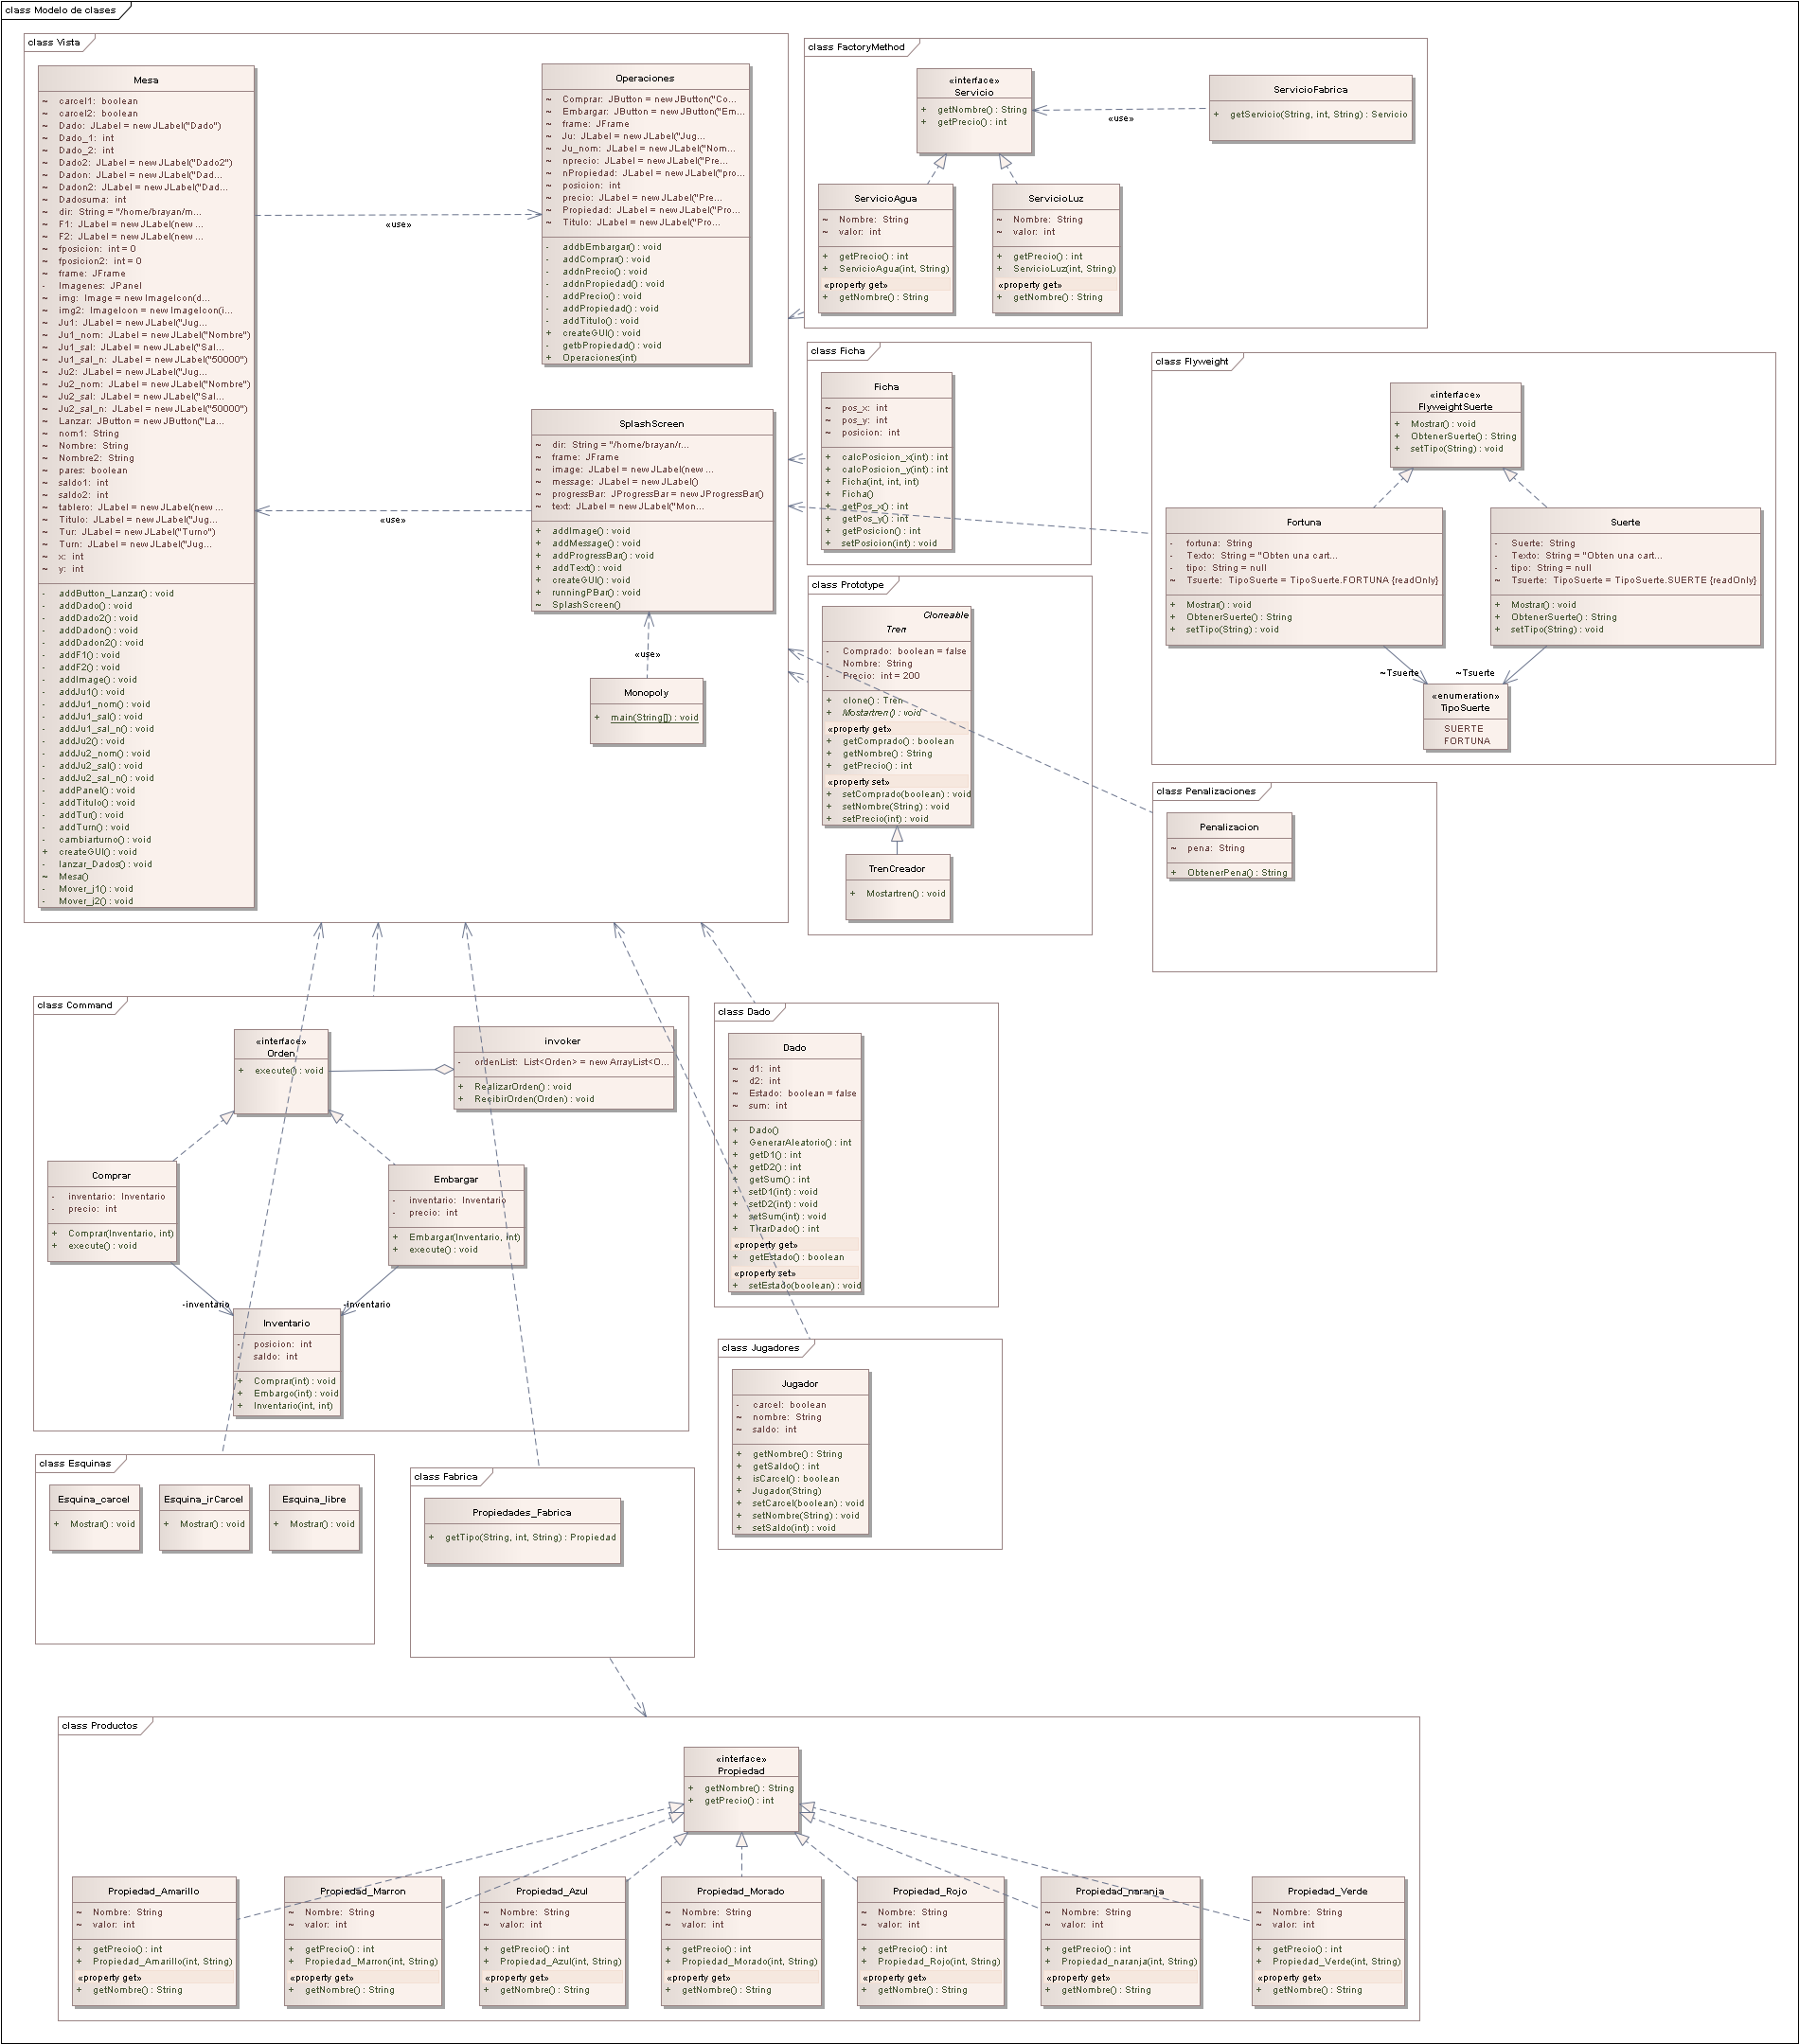 class Modelo de clases
class Vista
Mesa
~ carcel1: boolean
~ carcel2: boolean
~ Dado: JLabel = new JLabel("Dado")
~ Dado_1: int
~ Dado_2: int
~ Dado2: JLabel = new JLabel("Dado2")
~ Dadon: JLabel = new JLabel("Dad...
~ Dadon2: JLabel = new JLabel("Dad...
~ Dadosuma: int
~ dir: String = "/home/brayan/m...
~ F1: JLabel = new JLabel(new ...
~ F2: JLabel = new JLabel(new ...
~ fposicion: int = 0
~ fposicion2: int = 0
~ frame: JFrame
- Imagenes: JPanel
~ img: Image = new ImageIcon(d...
~ img2: ImageIcon = new ImageIcon(i...
~ Ju1: JLabel = new JLabel("Jug...
~ Ju1_nom: JLabel = new JLabel("Nombre")
~ Ju1_sal: JLabel = new JLabel("Sal...
~ Ju1_sal_n: JLabel = new JLabel("50000")
~ Ju2: JLabel = new JLabel("Jug...
~ Ju2_nom: JLabel = new JLabel("Nombre")
~ Ju2_sal: JLabel = new JLabel("Sal...
~ Ju2_sal_n: JLabel = new JLabel("50000")
~ Lanzar: JButton = new JButton("La...
~ nom1: String
~ Nombre: String
~ Nombre2: String
~ pares: boolean
~ saldo1: int
~ saldo2: int
~ tablero: JLabel = new JLabel(new ...
~ Titulo: JLabel = new JLabel("Jug...
~ Tur: JLabel = new JLabel("Turno")
~ Turn: JLabel = new JLabel("Jug...
~ x: int
~ y: int
- addButton_Lanzar() : void
- addDado() : void
- addDado2() : void
- addDadon() : void
- addDadon2() : void
- addF1() : void
- addF2() : void
- addImage() : void
- addJu1() : void
- addJu1_nom() : void
- addJu1_sal() : void
- addJu1_sal_n() : void
- addJu2() : void
- addJu2_nom() : void
- addJu2_sal() : void
- addJu2_sal_n() : void
- addPanel() : void
- addTitulo() : void
- addTur() : void
- addTurn() : void
- cambiarturno() : void
+ createGUI() : void
- lanzar_Dados() : void
~ Mesa()
- Mover_j1() : void
- Mover_j2() : void
«use»
Operaciones
~ Comprar: JButton = new JButton("Co...
~ Embargar: JButton = new JButton("Em...
~ frame: JFrame
~ Ju: JLabel = new JLabel("Jug...
~ Ju_nom: JLabel = new JLabel("Nom...
~ nprecio: JLabel = new JLabel("Pre...
~ nPropiedad: JLabel = new JLabel("pro...
~ posicion: int
~ precio: JLabel = new JLabel("Pre...
~ Propiedad: JLabel = new JLabel("Pro...
~ Titulo: JLabel = new JLabel("Pro...
- addbEmbargar() : void
- addComprar() : void
- addnPrecio() : void
- addnPropiedad() : void
- addPrecio() : void
- addPropiedad() : void
- addTitulo() : void
+ createGUI() : void
- getbPropiedad() : void
+ Operaciones(int)
SplashScreen
~ dir: String = "/home/brayan/r...
~ frame: JFrame
~ image: JLabel = new JLabel(new ...
~ message: JLabel = new JLabel()
~ progressBar: JProgressBar = new JProgressBar()
~ text: JLabel = new JLabel("Mon...
+ addImage() : void
+ addMessage() : void
+ addProgressBar() : void
+ addText() : void
+ createGUI() : void
+ runningPBar() : void
~ SplashScreen()
«use»
«use»
Monopoly
+ main(String[]) : void
class FactoryMethod
«interface»
Servicio
+ getNombre() : String
+ getPrecio() : int
«use»
ServicioFabrica
+ getServicio(String, int, String) : Servicio
ServicioAgua
~ Nombre: String
~ valor: int
+ getPrecio() : int
+ ServicioAgua(int, String)
«property get»
+ getNombre() : String
ServicioLuz
~ Nombre: String
~ valor: int
+ getPrecio() : int
+ ServicioLuz(int, String)
«property get»
+ getNombre() : String
class Ficha
Ficha
~ pos_x: int
~ pos_y: int
~ posicion: int
+ calcPosicion_x(int) : int
+ calcPosicion_y(int) : int
+ Ficha(int, int, int)
+ Ficha()
+ getPos_x() : int
+ getPos_y() : int
+ getPosicion() : int
+ setPosicion(int) : void
class Flyweight
«interface»
FlyweightSuerte
+ Mostrar() : void
+ ObtenerSuerte() : String
+ setTipo(String) : void
Fortuna
- fortuna: String
- Texto: String = "Obten una cart...
- tipo: String = null
~ Tsuerte: TipoSuerte = TipoSuerte.FORTUNA {readOnly}
+ Mostrar() : void
+ ObtenerSuerte() : String
+ setTipo(String) : void
Suerte
- Suerte: String
- Texto: String = "Obten una cart...
- tipo: String = null
~ Tsuerte: TipoSuerte = TipoSuerte.SUERTE {readOnly}
+ Mostrar() : void
+ ObtenerSuerte() : String
+ setTipo(String) : void
~Tsuerte
~Tsuerte
«enumeration»
TipoSuerte
SUERTE
FORTUNA
class Prototype
Cloneable
Tren
- Comprado: boolean = false
- Nombre: String
- Precio: int = 200
+ clone() : Tren
+ Mostartren() : void
«property get»
+ getComprado() : boolean
+ getNombre() : String
+ getPrecio() : int
«property set»
+ setComprado(boolean) : void
+ setNombre(String) : void
+ setPrecio(int) : void
TrenCreador
+ Mostartren() : void
class Penalizaciones
Penalizacion
~ pena: String
+ ObtenerPena() : String
class Command
«interface»
Orden
+ execute() : void
invoker
- ordenList: List<Orden> = new ArrayList<O...
+ RealizarOrden() : void
+ RecibirOrden(Orden) : void
Comprar
- inventario: Inventario
- precio: int
+ Comprar(Inventario, int)
+ execute() : void
Embargar
- inventario: Inventario
- precio: int
+ Embargar(Inventario, int)
+ execute() : void
-inventario
-inventario
Inventario
- posicion: int
- saldo: int
+ Comprar(int) : void
+ Embargo(int) : void
+ Inventario(int, int)
class Dado
Dado
~ d1: int
~ d2: int
~ Estado: boolean = false
~ sum: int
+ Dado()
+ GenerarAleatorio() : int
+ getD1() : int
+ getD2() : int
+ getSum() : int
+ setD1(int) : void
+ setD2(int) : void
+ setSum(int) : void
+ TirarDado() : int
«property get»
+ getEstado() : boolean
«property set»
+ setEstado(boolean) : void
class Jugadores
Jugador
- carcel: boolean
~ nombre: String
~ saldo: int
+ getNombre() : String
+ getSaldo() : int
+ isCarcel() : boolean
+ Jugador(String)
+ setCarcel(boolean) : void
+ setNombre(String) : void
+ setSaldo(int) : void
class Esquinas
Esquina_carcel
+ Mostrar() : void
Esquina_irCarcel
+ Mostrar() : void
Esquina_libre
+ Mostrar() : void
class Fabrica
Propiedades_Fabrica
+ getTipo(String, int, String) : Propiedad
class Productos
«interface»
Propiedad
+ getNombre() : String
+ getPrecio() : int
Propiedad_Amarillo
~ Nombre: String
~ valor: int
+ getPrecio() : int
+ Propiedad_Amarillo(int, String)
«property get»
+ getNombre() : String
Propiedad_Marron
~ Nombre: String
~ valor: int
+ getPrecio() : int
+ Propiedad_Marron(int, String)
«property get»
+ getNombre() : String
Propiedad_Azul
~ Nombre: String
~ valor: int
+ getPrecio() : int
+ Propiedad_Azul(int, String)
«property get»
+ getNombre() : String
Propiedad_Morado
~ Nombre: String
~ valor: int
+ getPrecio() : int
+ Propiedad_Morado(int, String)
«property get»
+ getNombre() : String
Propiedad_Rojo
~ Nombre: String
~ valor: int
+ getPrecio() : int
+ Propiedad_Rojo(int, String)
«property get»
+ getNombre() : String
Propiedad_naranja
~ Nombre: String
~ valor: int
+ getPrecio() : int
+ Propiedad_naranja(int, String)
«property get»
+ getNombre() : String
Propiedad_Verde
~ Nombre: String
~ valor: int
+ getPrecio() : int
+ Propiedad_Verde(int, String)
«property get»
+ getNombre() : String